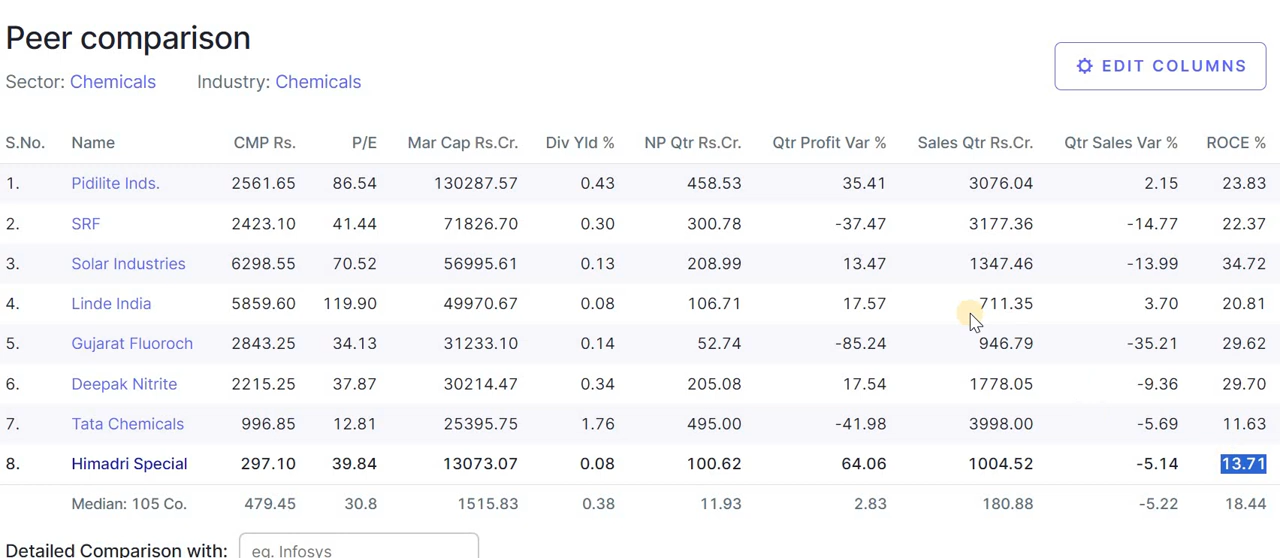 Peer comparison
Sector: Chemicals Industry: Chemicals
EDIT COLUMNS
S.No. Name CMP Rs. P/E Mar Cap Rs.Cr. Div Yld % NP Qtr Rs.Cr. Qtr Profit Var % Sales Qtr Rs.Cr. Qtr Sales Var % ROCE %
1. Pidilite Inds. 2561.65 86.54 130287.57 0.43 458.53 35.41 3076.04 2.15 23.83
2. SRF 2423.10 41.44 71826.70 0.30 300.78 -37.47 3177.36 -14.77 22.37
3. Solar Industries 6298.55 70.52 56995.61 0.13 208.99 13.47 1347.46 -13.99 34.72
4. Linde India 5859.60 119.90 49970.67 0.08 106.71 17.57 711.35 3.70 20.81
5. Gujarat Fluoroch 2843.25 34.13 31233.10 0.14 52.74 -85.24 946.79 -35.21 29.62
6. Deepak Nitrite 2215.25 37.87 30214.47 0.34 205.08 17.54 1778.05 -9.36 29.70
7. Tata Chemicals 996.85 12.81 25395.75 1.76 495.00 -41.98 3998.00 -5.69 11.63
8. Himadri Special 297.10 39.84 13073.07 0.08 100.62 64.06 1004.52 -5.14 13.71
Median: 105 Co. 479.45 30.8 1515.83 0.38 11.93 2.83 180.88 -5.22 18.44
Detailed Comparison with: eg. Infosys